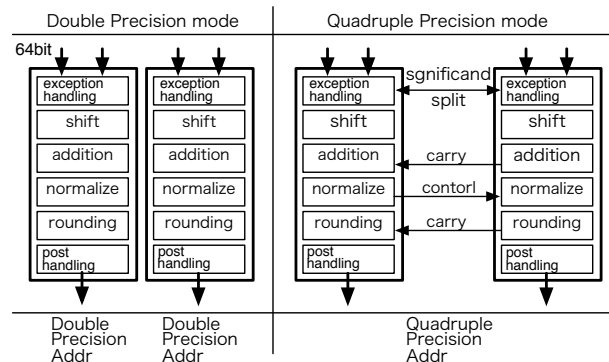 Double Precision mode
Quadruple Precision mode
64bit
exception
handling
shift
addition
normalize
rounding
post
handling
exception
handling
shift
addition
normalize
rounding
post
handling
exception
handling
shift
addition
normalize
rounding
post
handling
sgnificand
split
carry
contorl
carry
exception
handling
shift
addition
normalize
rounding
post
handling
Double
Precision
Addr
Double
Precision
Addr
Quadruple
Precision
Addr